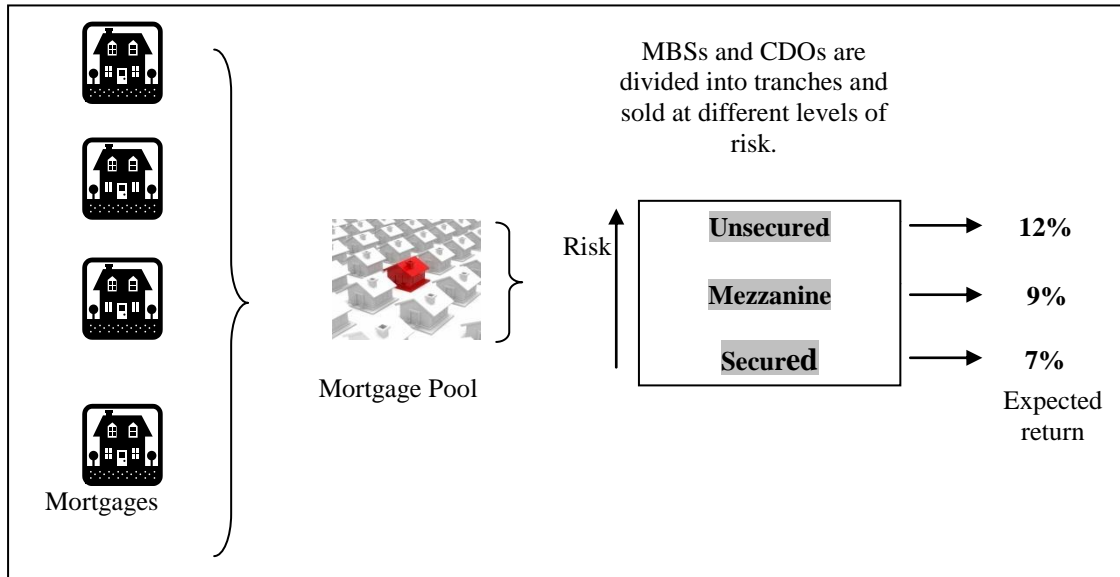 MBSs and CDOs are
divided into tranches and
sold at different levels of
risk.
Risk
Unsecured
12%
Mezzanine
9%
Secured
7%
Mortgage Pool
Expected
return
Mortgages